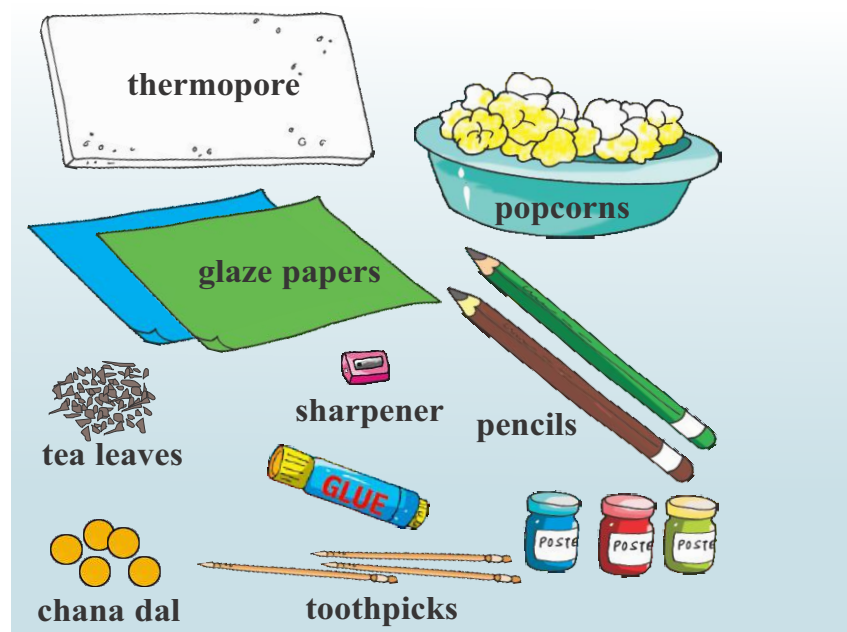 thermopore
popcorns
glaze papers
sharpener
pencils
tea leaves
GLUE
POSTE
POSTE
POSTE
chana dal
toothpicks